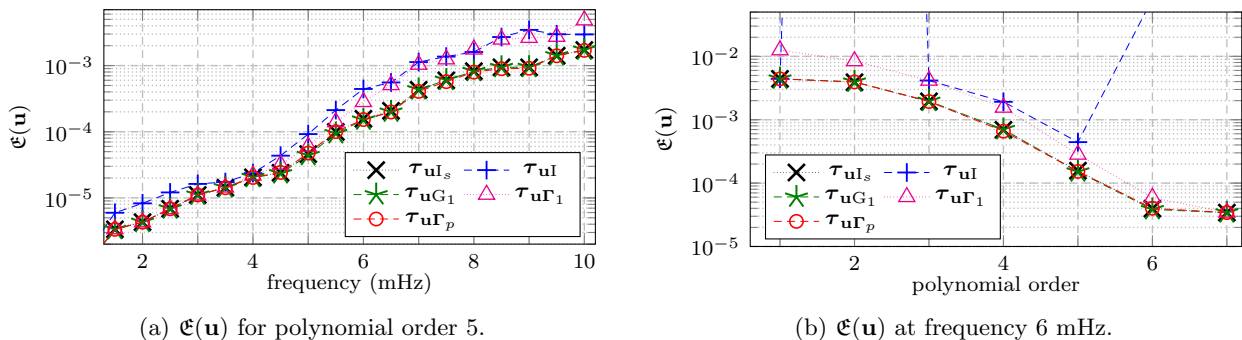 𝕰(𝐮)
10⁻³
10⁻⁴
10⁻⁵
2 4 6 8 10
frequency (mHz)
τ_{uI_s} τ_{uI}
τ_{uG_1} τ_{uΓ_1}
τ_{uΓ_p}
(a) 𝕰(𝐮) for polynomial order 5.
𝕰(𝐮)
10⁻²
10⁻³
10⁻⁴
10⁻⁵
2 4 6
polynomial order
τ_{uI_s} τ_{uI}
τ_{uG_1} τ_{uΓ_1}
τ_{uΓ_p}
(b) 𝕰(𝐮) at frequency 6 mHz.